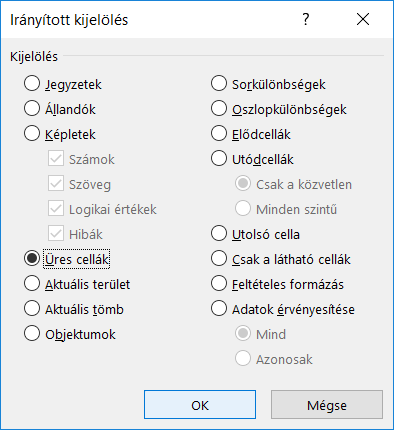 Irányított kijelölés
?
Kijelölés
Jegyzetek
Állandók
Képletek
Számok
Szöveg
Logikai értékek
Hibák
Üres cellák
Aktuális terület
Aktuális tömb
Objektumok
Sorkülönbségek
Oszlopkülönbségek
Elődcellák
Utódcellák
Csak a közvetlen
Minden szintű
Utolsó cella
Csak a látható cellák
Feltételes formázás
Adatok érvényesítése
Mind
Azonosak
OK
Mégse